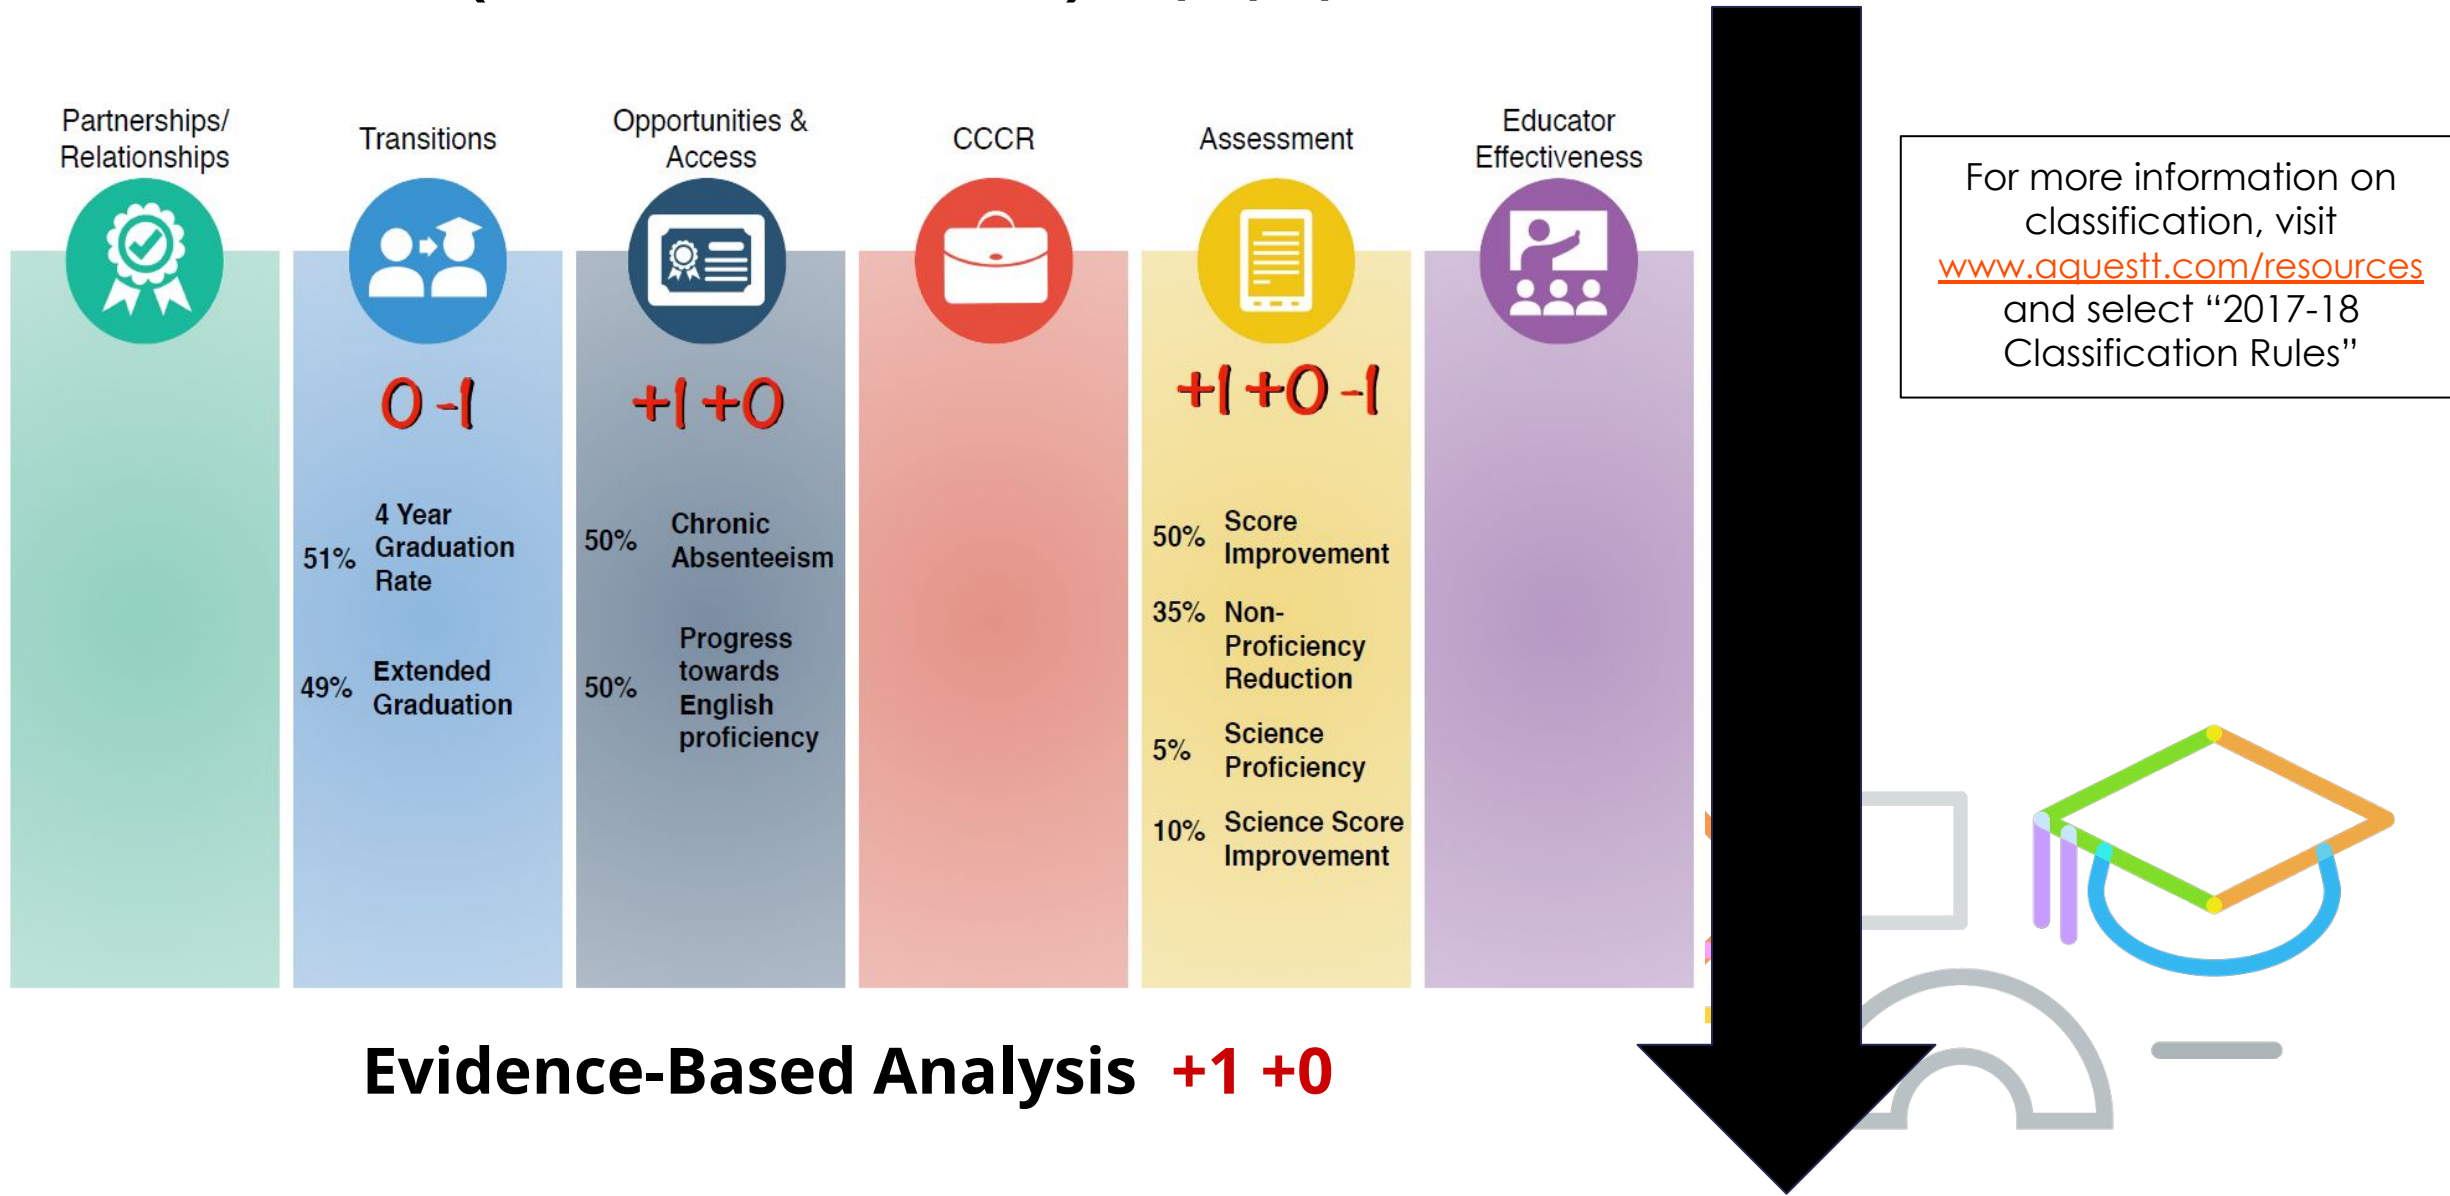 Partnerships/
Relationships
Transitions
Opportunities &
Access
CCCR
Assessment
Educator
Effectiveness
0 -1
+1 +0
+1 +0 -1
51%
4 Year
Graduation
Rate
49%
Extended
Graduation
50%
Chronic
Absenteeism
50%
Progress
towards
English
proficiency
50%
Score
Improvement
35%
Non-
Proficiency
Reduction
5%
Science
Proficiency
10%
Science Score
Improvement
Evidence-Based Analysis +1 +0
For more information on
classification, visit
www.aquestt.com/resources
and select “2017-18
Classification Rules”